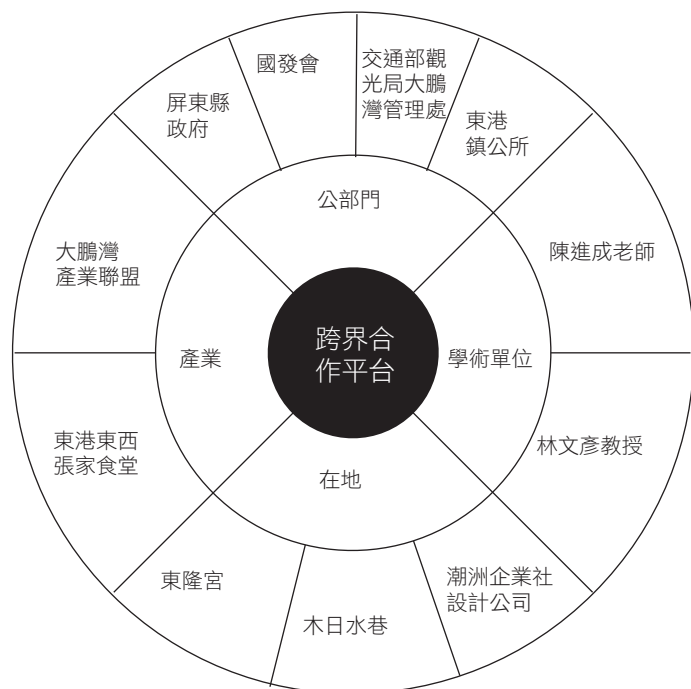 國發會
交通部觀
光局大鵬
灣管理處
屏東縣
政府
東港
鎮公所
公部門
大鵬灣
產業聯盟
陳進成老師
跨界合
作平台
產業
學術單位
東港東西
張家食堂
林文彥教授
在地
東隆宮
潮洲企業社
設計公司
木日水巷